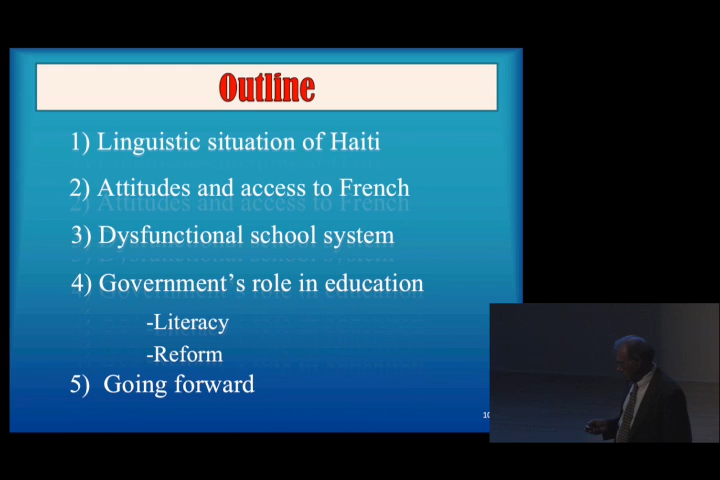 Outline
1) Linguistic situation of Haiti
2) Attitudes and access to French
3) Dysfunctional school system
4) Government’s role in education
-Literacy
-Reform
5) Going forward
10